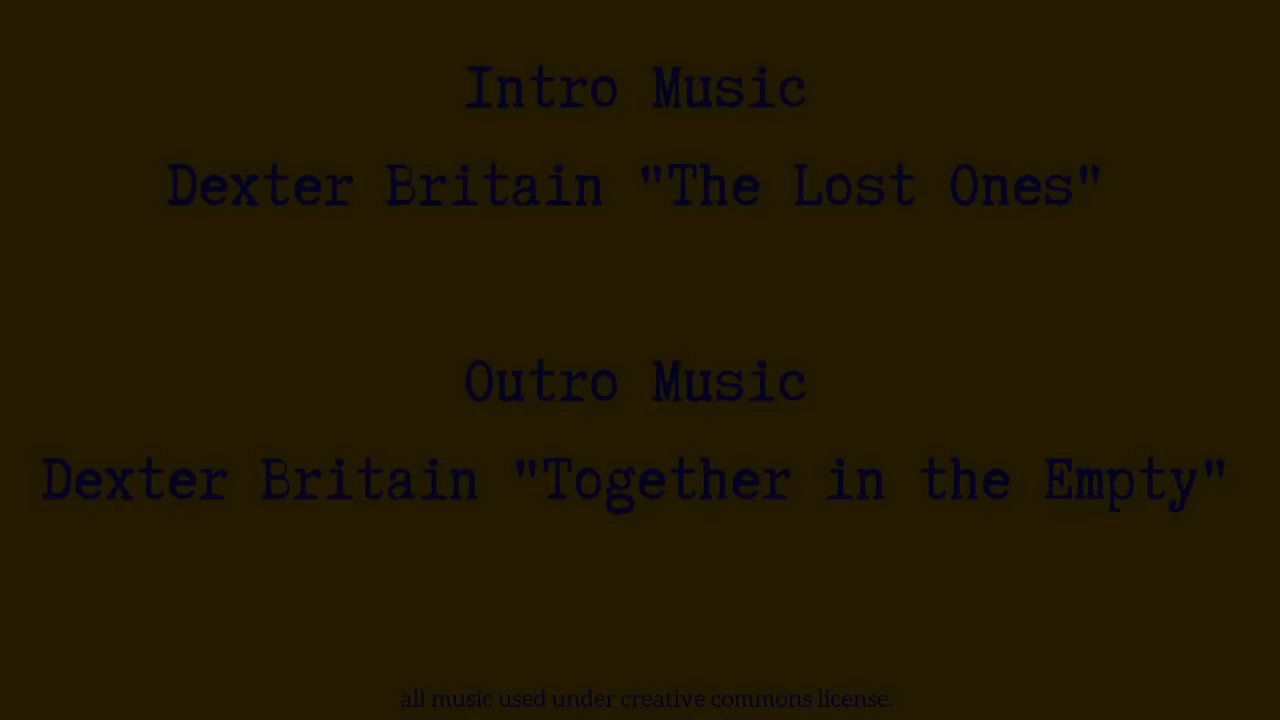 Intro Music
Dexter Britain "The Lost Ones"
Outro Music
Dexter Britain "Together in the Empty"
all music used under creative commons license.